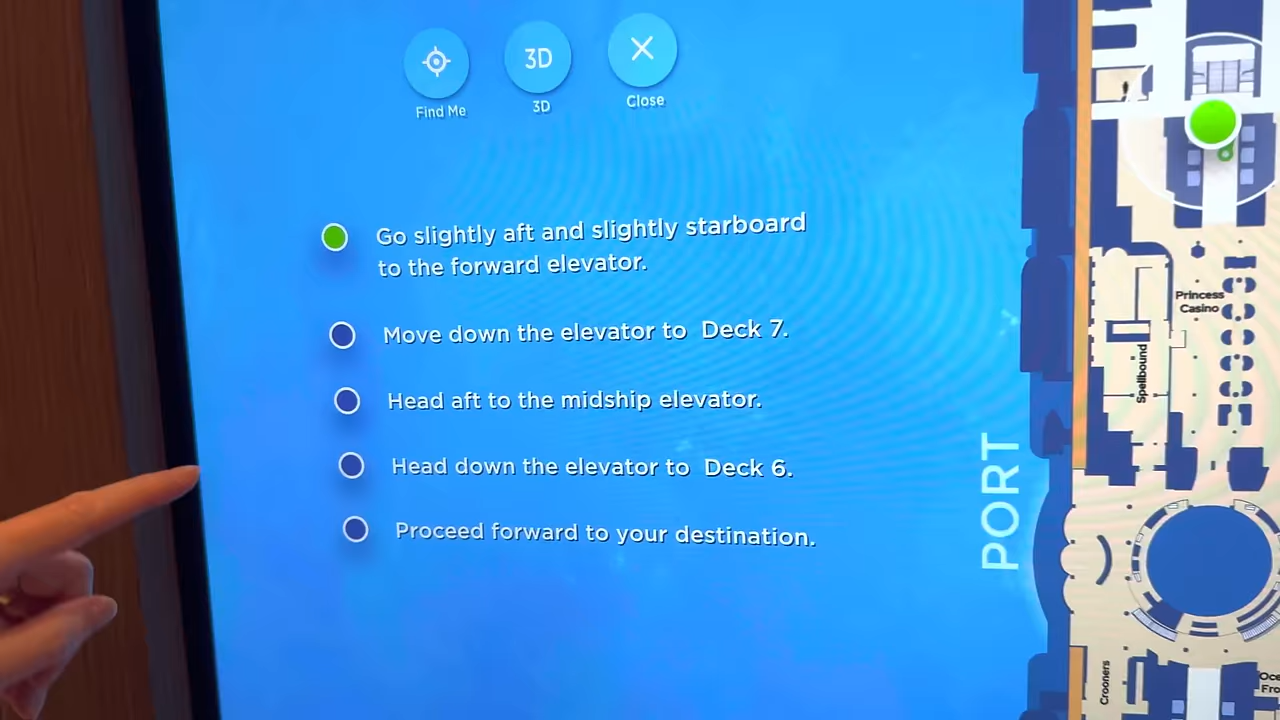 Find Me
3D
3D
Close
Go slightly aft and slightly starboard
to the forward elevator.
Move down the elevator to Deck 7.
Head aft to the midship elevator.
Head down the elevator to Deck 6.
Proceed forward to your destination.
PORT
Princess
Casino
Spellbound
Crooners